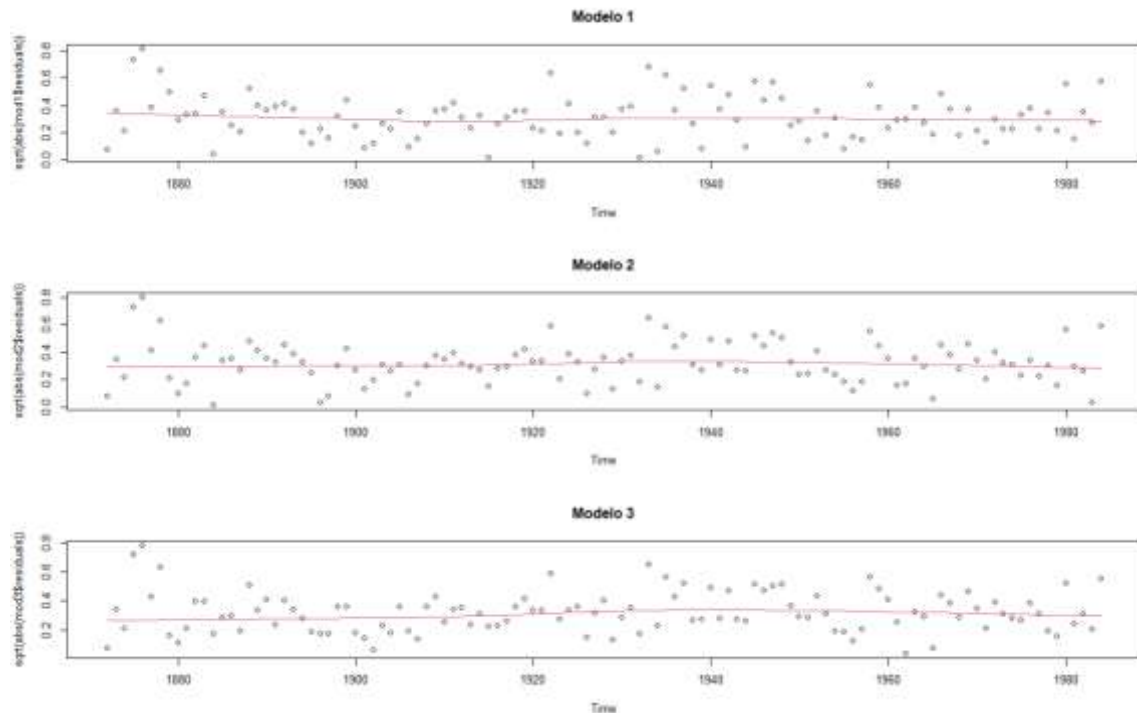 Modelo 1
sqrt(abs(mod1$residuals))
0.0 0.2 0.4 0.6 0.8
1880 1900 1920 1940 1960 1980
Time
Modelo 2
sqrt(abs(mod2$residuals))
0.0 0.2 0.4 0.6 0.8
1880 1900 1920 1940 1960 1980
Time
Modelo 3
sqrt(abs(mod3$residuals))
0.2 0.4 0.6 0.8
1880 1900 1920 1940 1960 1980
Time